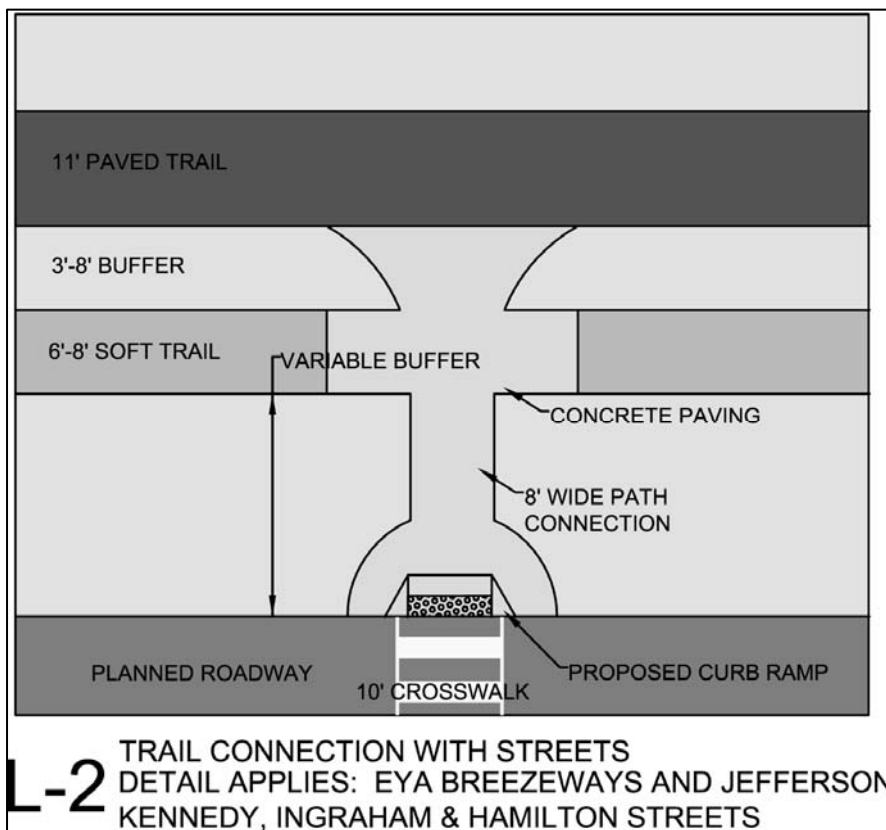 11' PAVED TRAIL
3'-8' BUFFER
6'-8' SOFT TRAIL
VARIABLE BUFFER
CONCRETE PAVING
8' WIDE PATH
CONNECTION
PLANNED ROADWAY
10' CROSSWALK
PROPOSED CURB RAMP
L-2
TRAIL CONNECTION WITH STREETS
DETAIL APPLIES: EYA BREEZEWAYS AND JEFFERSON
KENNEDY, INGRAHAM & HAMILTON STREETS